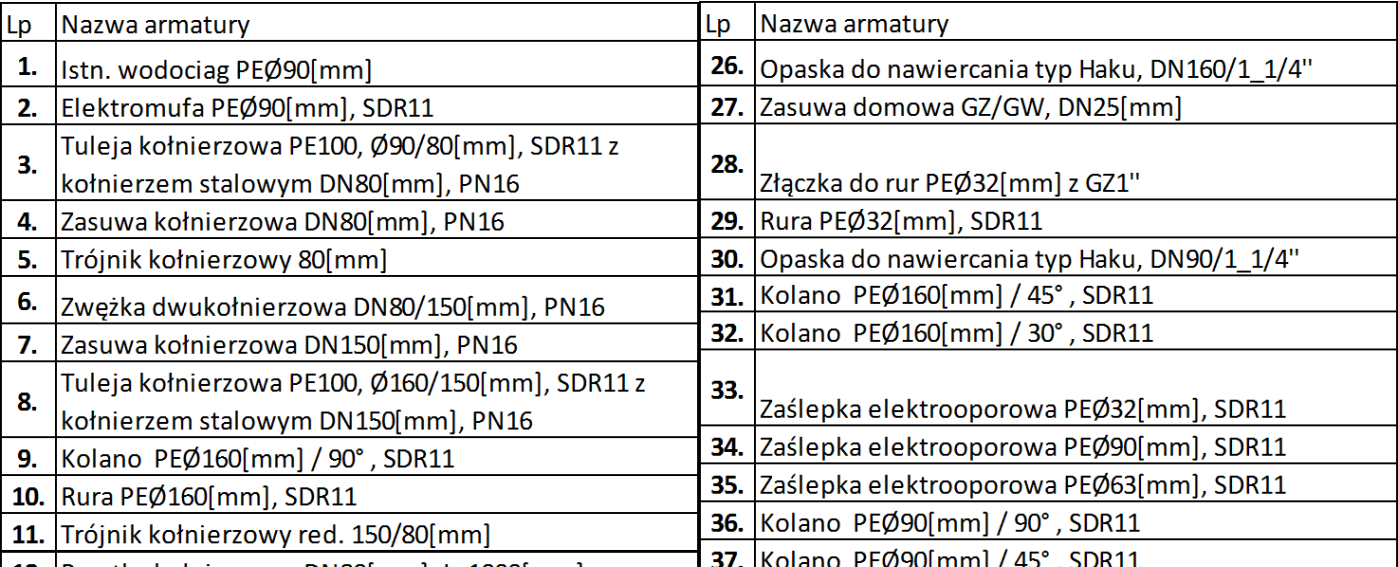 Lp Nazwa armatury
1. Istn. wodociag PEØ90[mm]
2. Elektromufa PEØ90[mm], SDR11
3. Tuleja kołnierzowa PE100, Ø90/80[mm], SDR11 z
kołnierzem stalowym DN80[mm], PN16
4. Zasuwa kołnierzowa DN80[mm], PN16
5. Trójnik kołnierzowy 80[mm]
6. Zwężka dwukołnierzowa DN80/150[mm], PN16
7. Zasuwa kołnierzowa DN150[mm], PN16
8. Tuleja kołnierzowa PE100, Ø160/150[mm], SDR11 z
kołnierzem stalowym DN150[mm], PN16
9. Kolano PEØ160[mm] / 90° , SDR11
10. Rura PEØ160[mm], SDR11
11. Trójnik kołnierzowy red. 150/80[mm]
Lp Nazwa armatury
26. Opaska do nawiercania typ Haku, DN160/1_1/4"
27. Zasuwa domowa GZ/GW, DN25[mm]
28. Złączka do rur PEØ32[mm] z GZ1"
29. Rura PEØ32[mm], SDR11
30. Opaska do nawiercania typ Haku, DN90/1_1/4"
31. Kolano PEØ160[mm] / 45° , SDR11
32. Kolano PEØ160[mm] / 30° , SDR11
33. Zaślepka elektrooporowa PEØ32[mm], SDR11
34. Zaślepka elektrooporowa PEØ90[mm], SDR11
35. Zaślepka elektrooporowa PEØ63[mm], SDR11
36. Kolano PEØ90[mm] / 90° , SDR11
37. Kolano PEØ90[mm] / 45° , SDR11